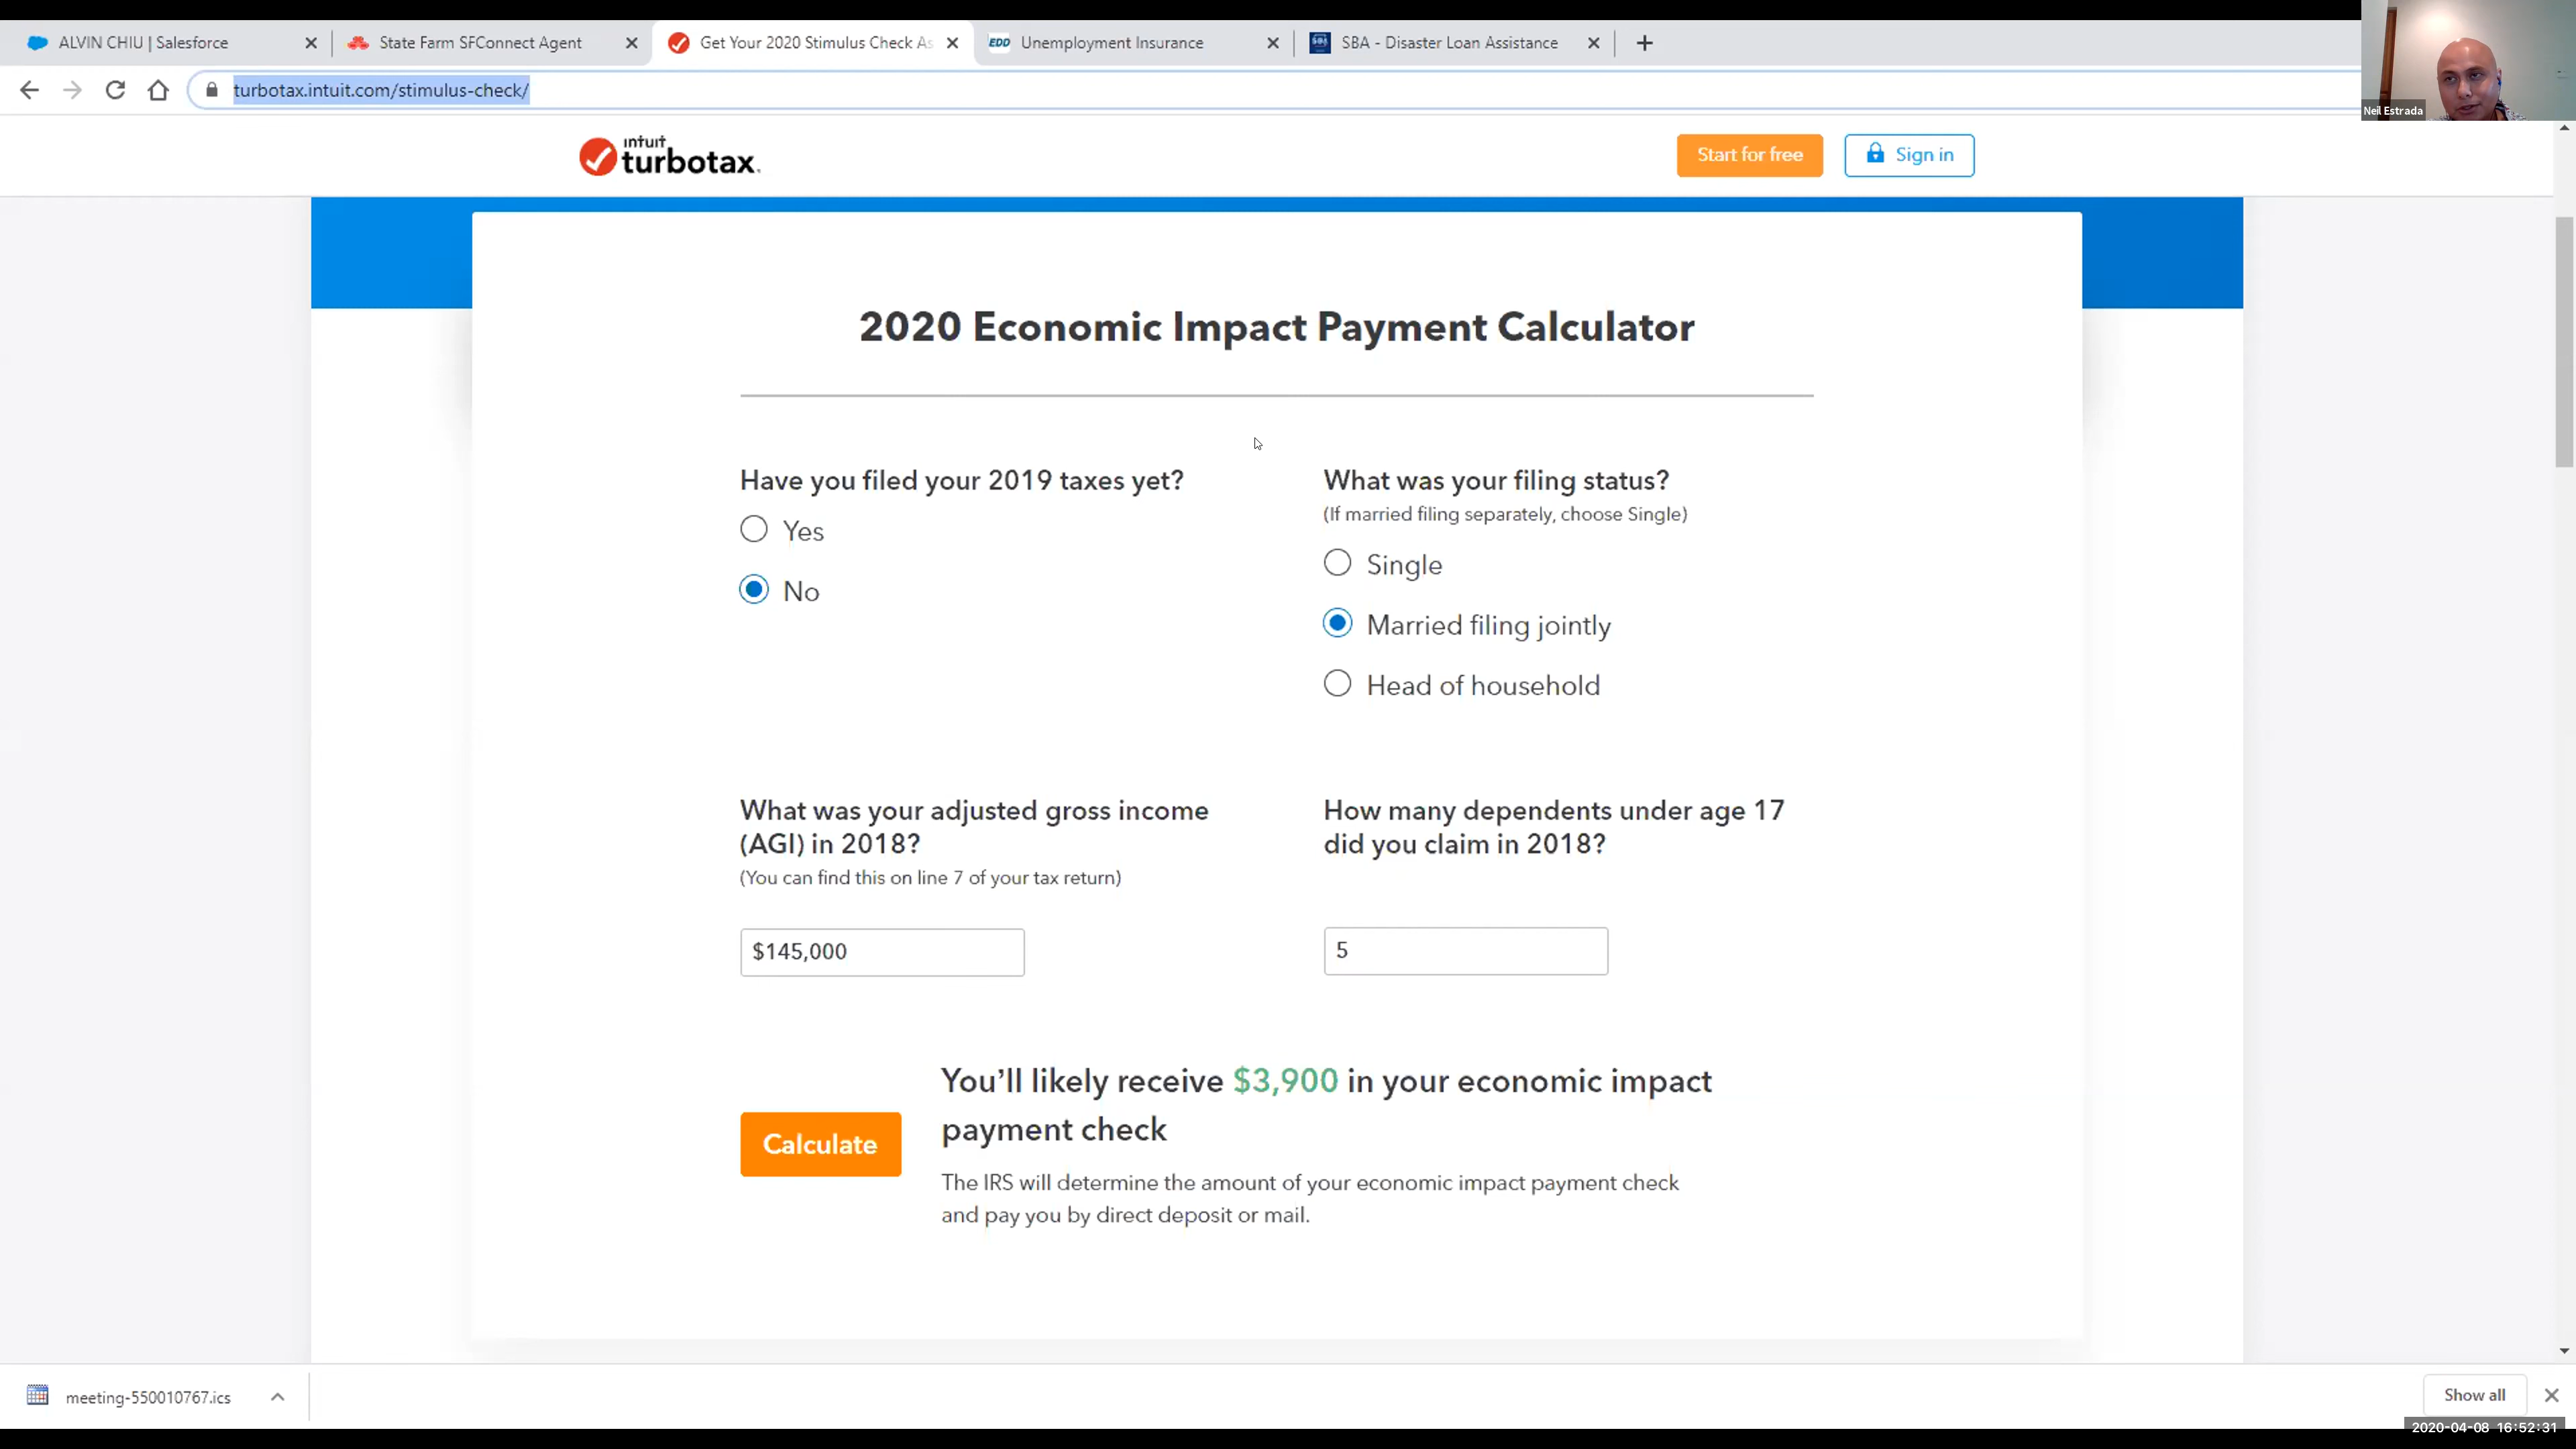 ALVIN CHIU | Salesforce
State Farm SFConnect Agent
Get Your 2020 Stimulus Check As
EDD Unemployment Insurance
SBA SBA - Disaster Loan Assistance
turbotax.intuit.com/stimulus-check/
Neil Estrada
intuit
turbotax.
Start for free
Sign in
2020 Economic Impact Payment Calculator
Have you filed your 2019 taxes yet?
Yes
No
What was your filing status?
(If married filing separately, choose Single)
Single
Married filing jointly
Head of household
What was your adjusted gross income
(AGI) in 2018?
(You can find this on line 7 of your tax return)
$145,000
How many dependents under age 17
did you claim in 2018?
5
Calculate
You’ll likely receive $3,900 in your economic impact
payment check
The IRS will determine the amount of your economic impact payment check
and pay you by direct deposit or mail.
meeting-550010767.ics
Show all
2020-04-08 16:52:31